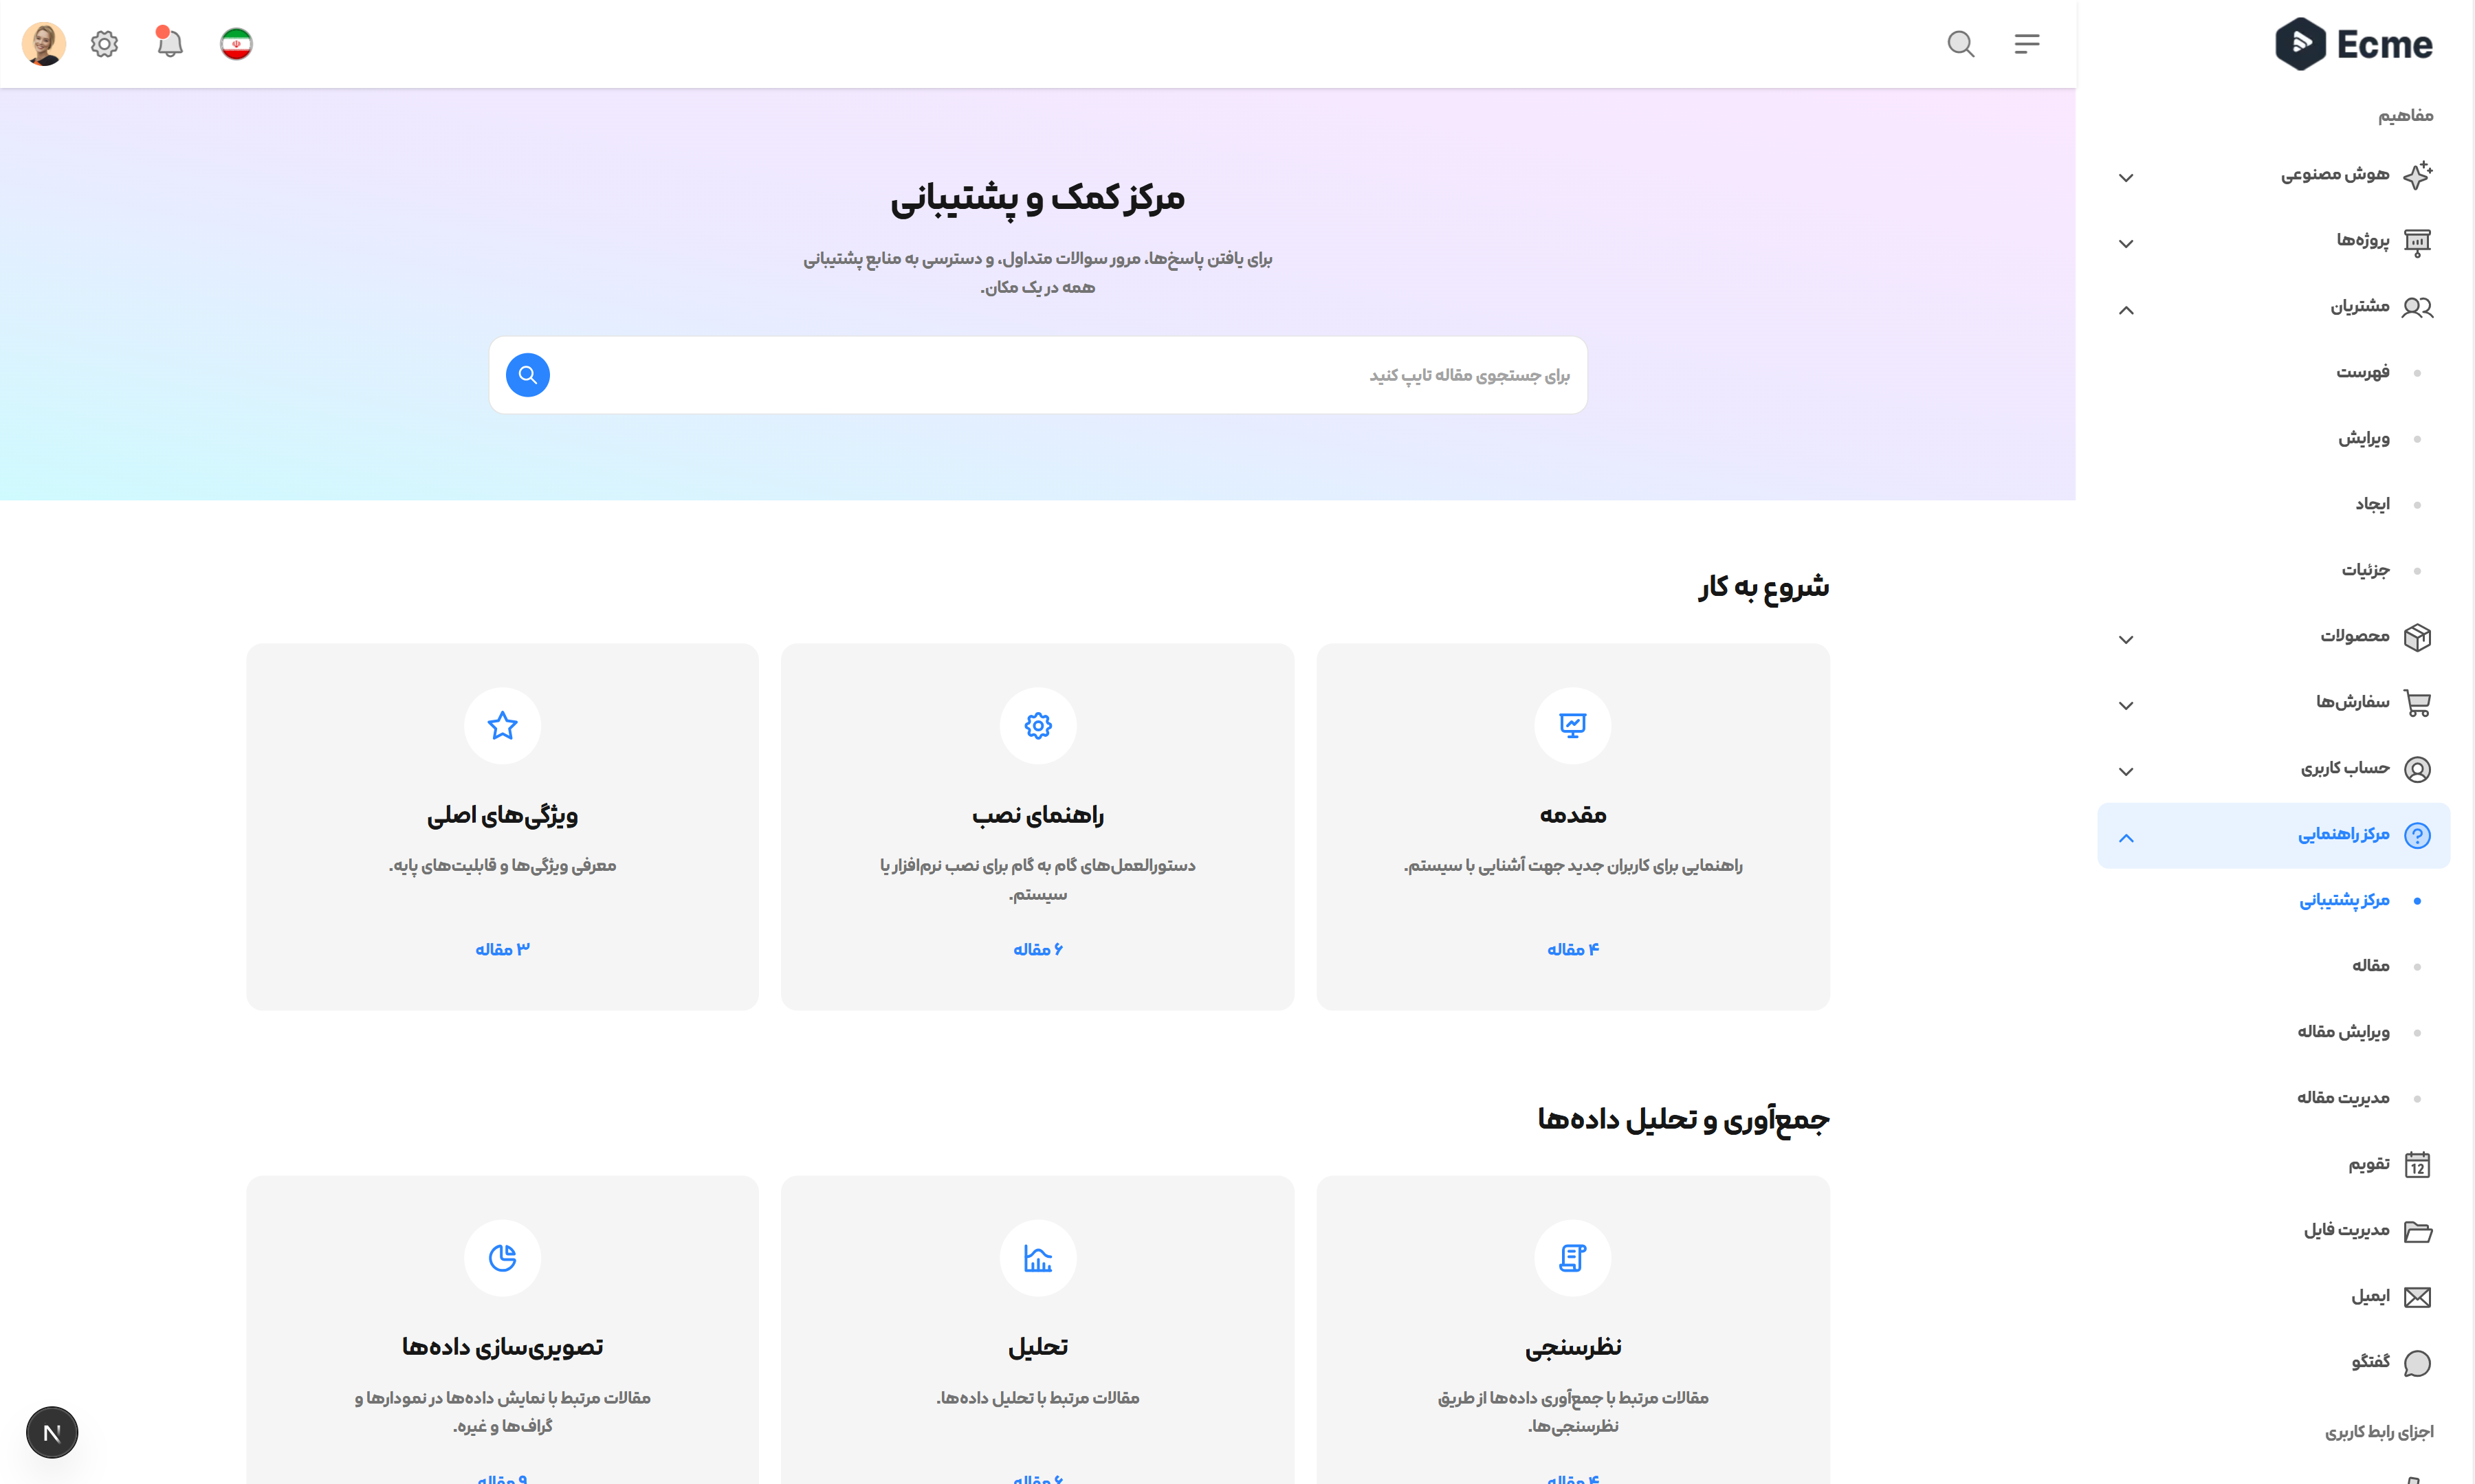 Ecme
مفاهیم
هوش مصنوعی
پروژه‌ها
مشتریان
فهرست
ویرایش
ایجاد
جزئیات
محصولات
سفارش‌ها
حساب کاربری
مرکز راهنمایی
مرکز پشتیبانی
مقاله
ویرایش مقاله
مدیریت مقاله
12
تقویم
مدیریت فایل
ایمیل
گفتگو
اجزای رابط کاربری
مرکز کمک و پشتیبانی
برای یافتن پاسخ‌ها، مرور سوالات متداول، و دسترسی به منابع پشتیبانی
همه در یک مکان.
برای جستجوی مقاله تایپ کنید
شروع به کار
مقدمه
راهنمایی برای کاربران جدید جهت آشنایی با سیستم.
۴ مقاله
راهنمای نصب
دستورالعمل‌های گام به گام برای نصب نرم‌افزار یا
سیستم.
۶ مقاله
ویژگی‌های اصلی
معرفی ویژگی‌ها و قابلیت‌های پایه.
۳ مقاله
جمع‌آوری و تحلیل داده‌ها
نظرسنجی
مقالات مرتبط با جمع‌آوری داده‌ها از طریق
نظرسنجی‌ها.
۴ مقاله
تحلیل
مقالات مرتبط با تحلیل داده‌ها.
۶ مقاله
تصویری‌سازی داده‌ها
مقالات مرتبط با نمایش داده‌ها در نمودارها و
گراف‌ها و غیره.
۹ مقاله
N